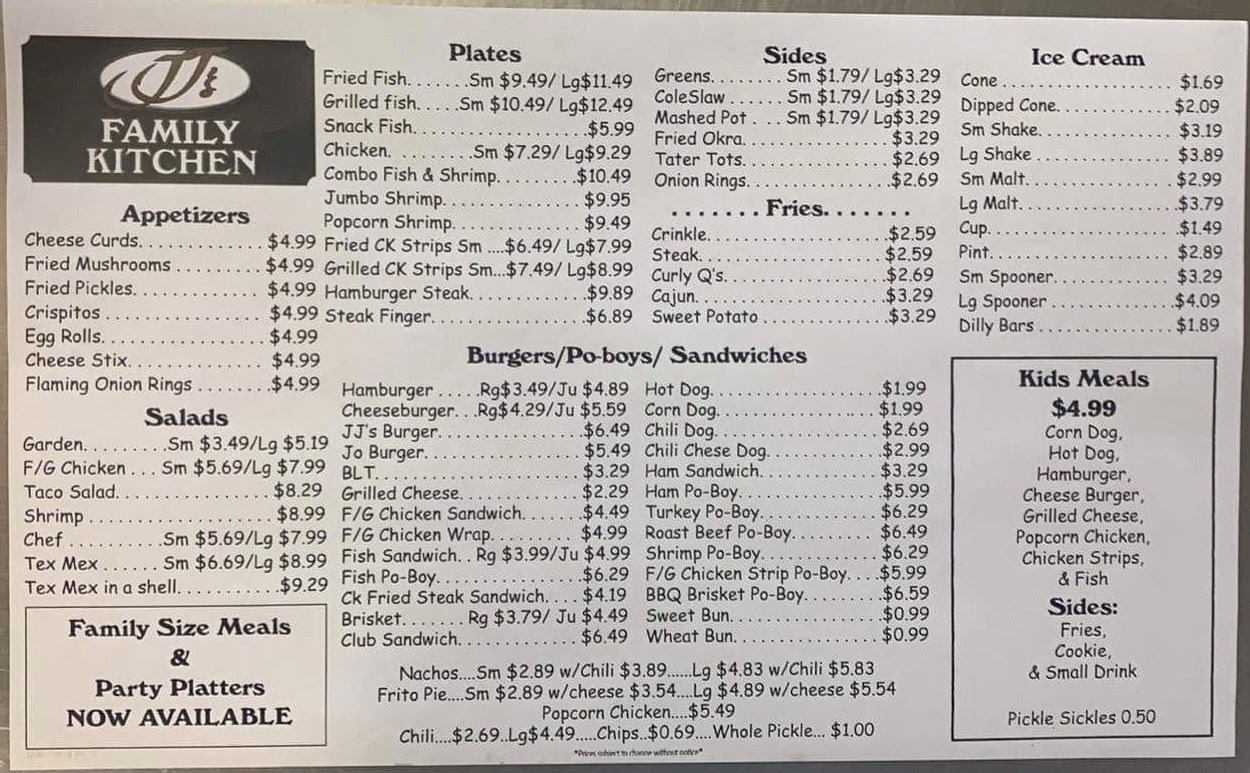 JJ's
FAMILY
KITCHEN
Appetizers
Cheese Curds............$4.99
Fried Mushrooms .........$4.99
Fried Pickles.............$4.99
Crispitos ................$4.99
Egg Rolls................$4.99
Cheese Stix.............$4.99
Flaming Onion Rings ........$4.99
Salads
Garden.........Sm $3.49/Lg $5.19
F/G Chicken ... Sm $5.69/Lg $7.99
Taco Salad...............$8.29
Shrimp ...................$8.99
Chef ..........Sm $5.69/Lg $7.99
Tex Mex ...... Sm $6.69/Lg $8.99
Tex Mex in a shell...........$9.29
Family Size Meals
&
Party Platters
NOW AVAILABLE
Plates
Fried Fish.......Sm $9.49/ Lg$11.49
Grilled fish.....Sm $10.49/ Lg$12.49
Snack Fish..................$5.99
Chicken. ........Sm $7.29/ Lg$9.29
Combo Fish & Shrimp.........$10.49
Jumbo Shrimp...............$9.95
Popcorn Shrimp..............$9.49
Fried CK Strips Sm ....$6.49/ Lg$7.99
Grilled CK Strips Sm...$7.49/ Lg$8.99
Hamburger Steak............$9.89
Steak Finger................$6.89
Sides
Greens........ Sm $1.79/ Lg$3.29
ColeSlaw ...... Sm $1.79/ Lg$3.29
Mashed Pot ... Sm $1.79/ Lg$3.29
Fried Okra...............$3.29
Tater Tots...............$2.69
Onion Rings...............$2.69
.......Fries.......
Crinkle..................$2.59
Steak...................$2.59
Curly Q's................$2.69
Cajun...................$3.29
Sweet Potato .............$3.29
Ice Cream
Cone .................... $1.69
Dipped Cone..............$2.09
Sm Shake................$3.19
Lg Shake ................ $3.89
Sm Malt..................$2.99
Lg Malt...................$3.79
Cup.......................$1.49
Pint......................$2.89
Sm Spooner..............$3.29
Lg Spooner ...............$4.09
Dilly Bars ................$1.89
Burgers/Po-boys/ Sandwiches
Hamburger .....Rg$3.49/Ju $4.89
Cheeseburger...Rg$4.29/Ju $5.59
JJ's Burger.................$6.49
Jo Burger...................$5.49
BLT.......................$3.29
Grilled Cheese..............$2.29
F/G Chicken Sandwich.......$4.49
F/G Chicken Wrap......... $4.99
Fish Sandwich.. Rg $3.99/Ju $4.99
Fish Po-Boy.................$6.29
Ck Fried Steak Sandwich.... $4.19
Brisket....... Rg $3.79/ Ju $4.49
Club Sandwich.............. $6.49
Hot Dog....................$1.99
Corn Dog...................$1.99
Chili Dog...................$2.69
Chili Chese Dog.............$2.99
Ham Sandwich..............$3.29
Ham Po-Boy.................$5.99
Turkey Po-Boy..............$6.29
Roast Beef Po-Boy.........$6.49
Shrimp Po-Boy..............$6.29
F/G Chicken Strip Po-Boy....$5.99
BBQ Brisket Po-Boy.........$6.59
Sweet Bun..................$0.99
Wheat Bun..................$0.99
Nachos....Sm $2.89 w/Chili $3.89......Lg $4.83 w/Chili $5.83
Frito Pie....Sm $2.89 w/cheese $3.54....Lg $4.89 w/cheese $5.54
Popcorn Chicken....$5.49
Chili....$2.69..Lg$4.49.....Chips..$0.69....Whole Pickle... $1.00
*Prices subject to chance without notice*
Kids Meals
$4.99
Corn Dog,
Hot Dog,
Hamburger,
Cheese Burger,
Grilled Cheese,
Popcorn Chicken,
Chicken Strips,
& Fish
Sides:
Fries,
Cookie,
& Small Drink
Pickle Sickles 0.50